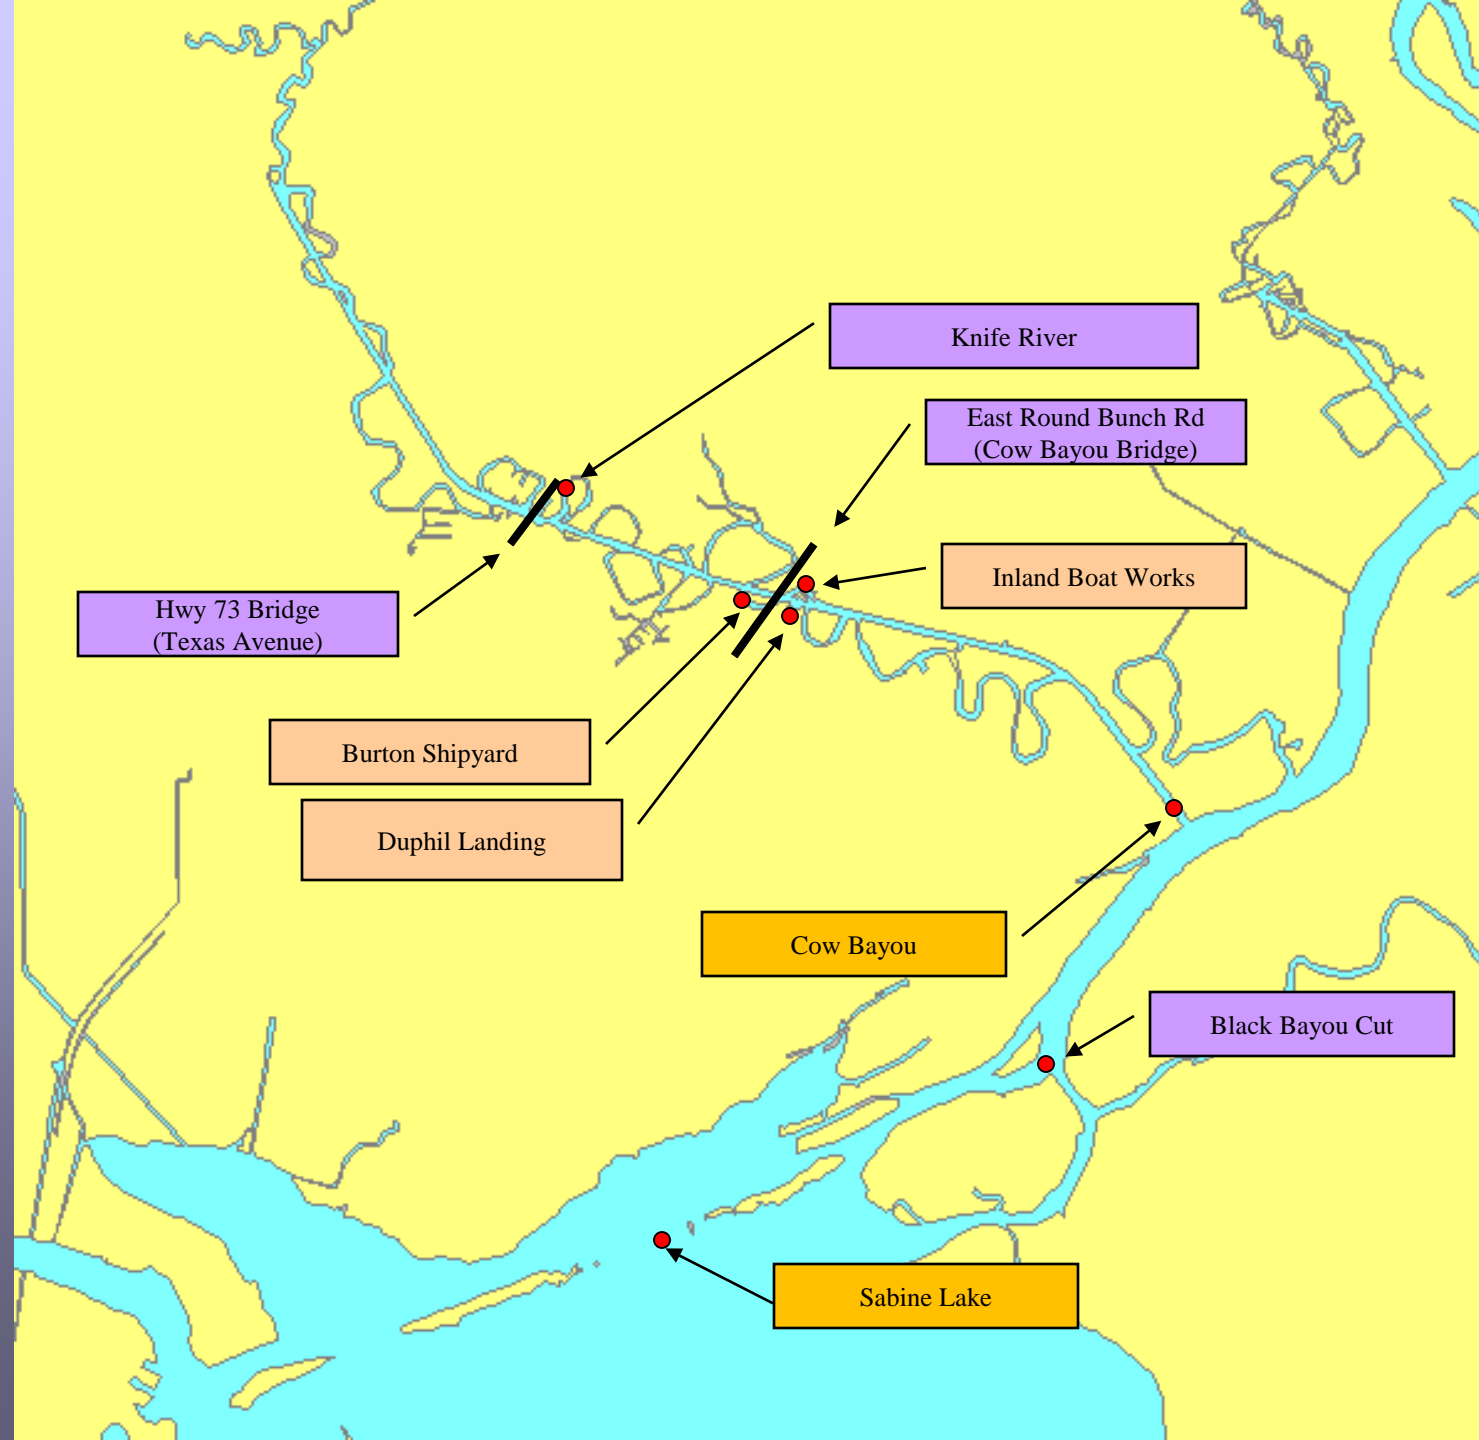 Knife River
East Round Bunch Rd
(Cow Bayou Bridge)
Inland Boat Works
Hwy 73 Bridge
(Texas Avenue)
Burton Shipyard
Duphil Landing
Cow Bayou
Black Bayou Cut
Sabine Lake